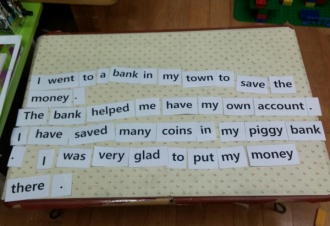 I went to a bank in my town to save the
money .
The bank helped me have my own account .
I have saved many coins in my piggy bank
. I was very glad to put my money
there .